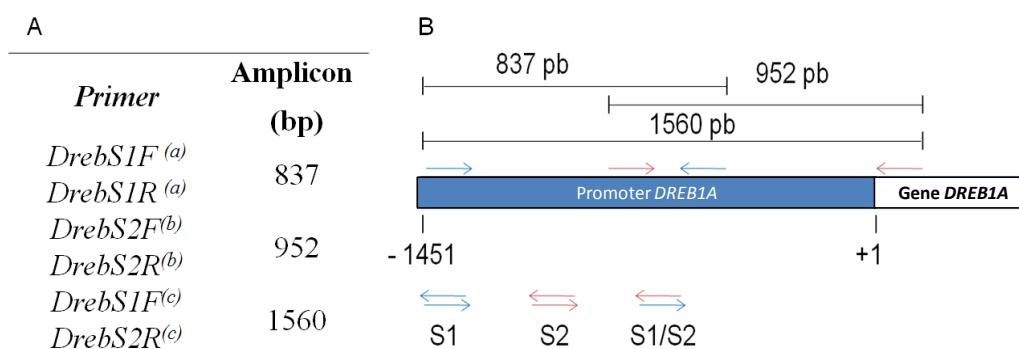 A
Primer
Amplicon
(bp)
DrebS1F (a)
DrebS1R (a)
837
DrebS2F(b)
DrebS2R(b)
952
DrebS1F(c)
DrebS2R(c)
1560
B
837 pb
952 pb
1560 pb
Promoter DREB1A
Gene DREB1A
- 1451
+1
S1
S2
S1/S2